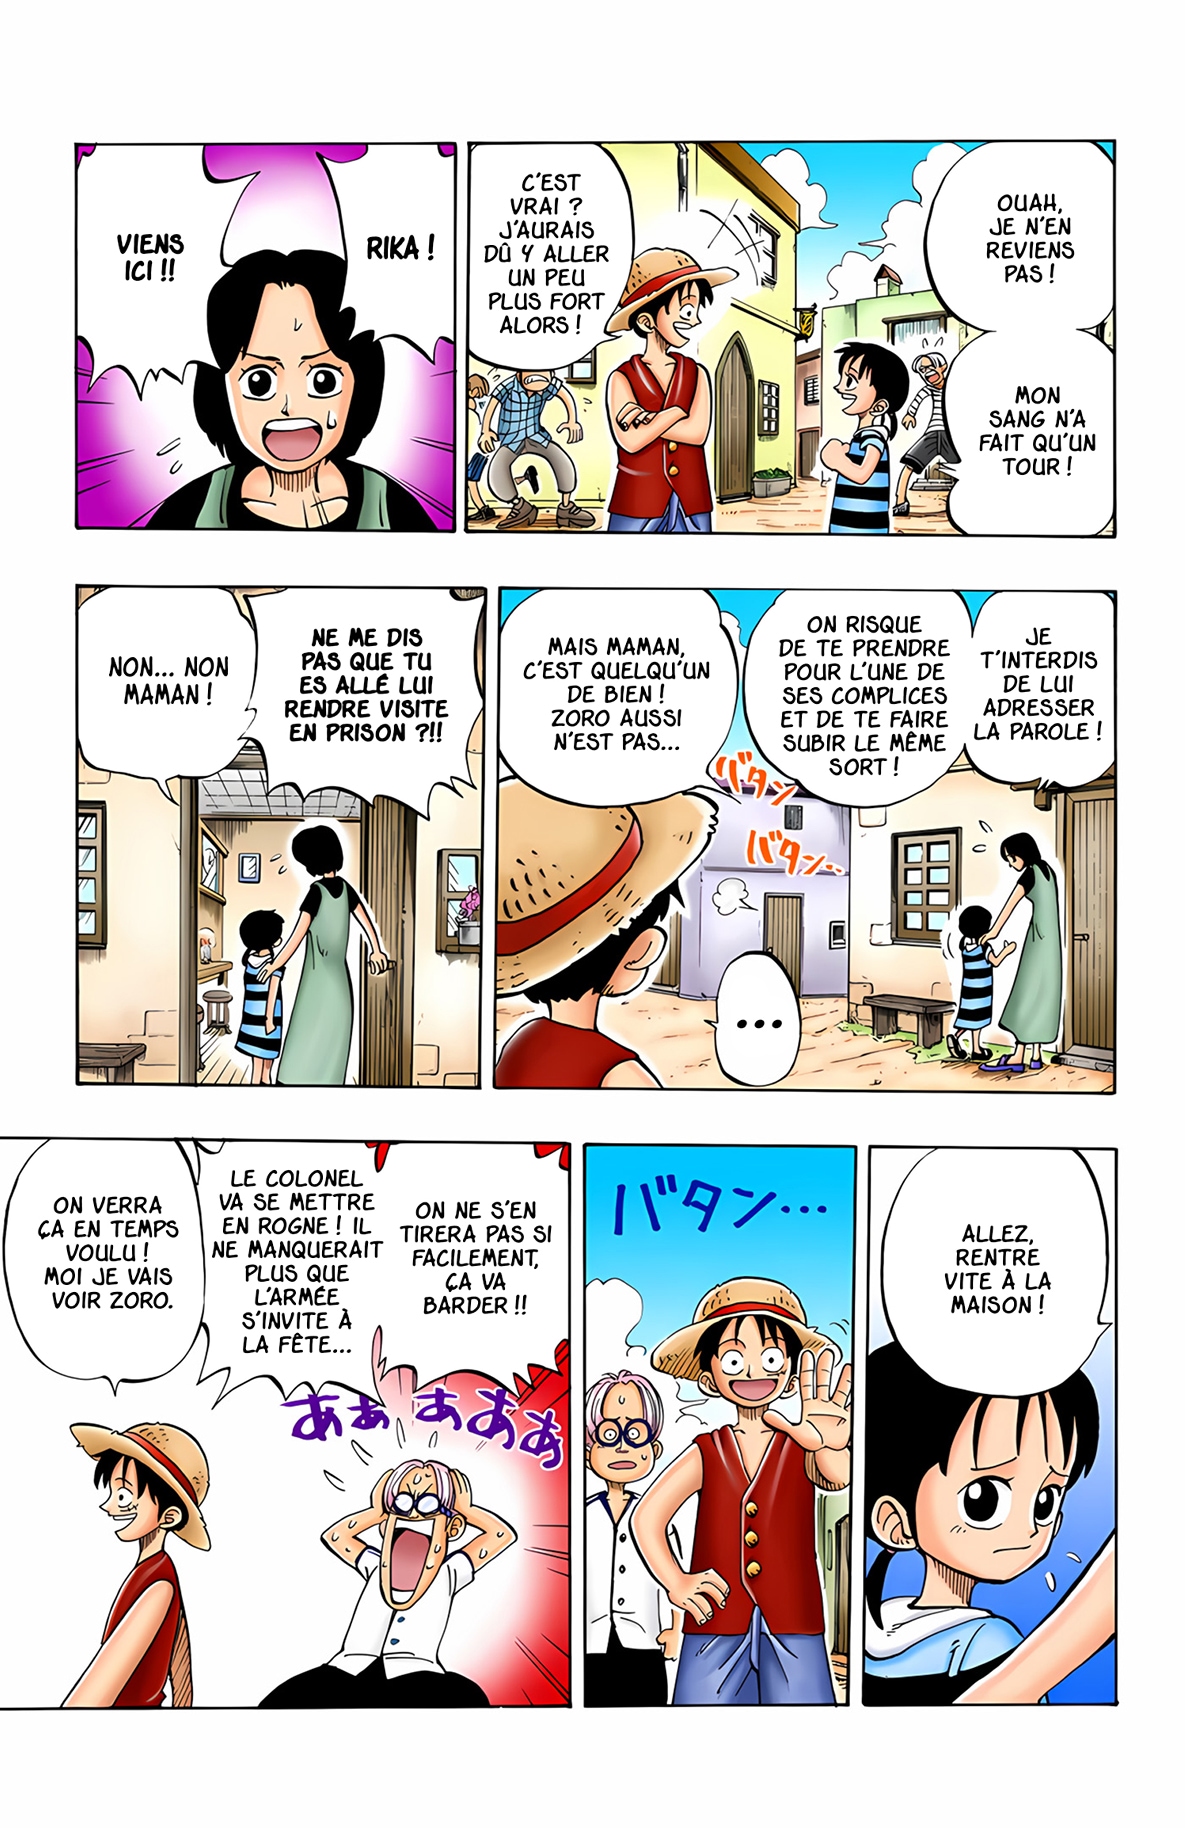 OUAH,
JE N'EN
REVIENS
PAS !
MON
SANG N'A
FAIT QU'UN
TOUR !
C'EST
VRAI ?
J'AURAIS
DÛ Y ALLER
UN PEU
PLUS FORT
ALORS !
RIKA !
VIENS
ICI !!
JE
T'INTERDIS
DE LUI
ADRESSER
LA PAROLE !
ON RISQUE
DE TE PRENDRE
POUR L'UNE DE
SES COMPLICES
ET DE TE FAIRE
SUBIR LE MÊME
SORT !
MAIS MAMAN,
C'EST QUELQU'UN
DE BIEN !
ZORO AUSSI
N'EST PAS...
バタン
バタン…
...
NE ME DIS
PAS QUE TU
ES ALLÉ LUI
RENDRE VISITE
EN PRISON ?!!
NON... NON
MAMAN !
ALLEZ,
RENTRE
VITE À LA
MAISON !
バタン…
ON NE S'EN
TIRERA PAS SI
FACILEMENT,
ÇA VA
BARDER !!
LE COLONEL
VA SE METTRE
EN ROGNE ! IL
NE MANQUERAIT
PLUS QUE
L'ARMÉE
S'INVITE À
LA FÊTE...
ああ ああぁ
ON VERRA
ÇA EN TEMPS
VOULU !
MOI JE VAIS
VOIR ZORO.